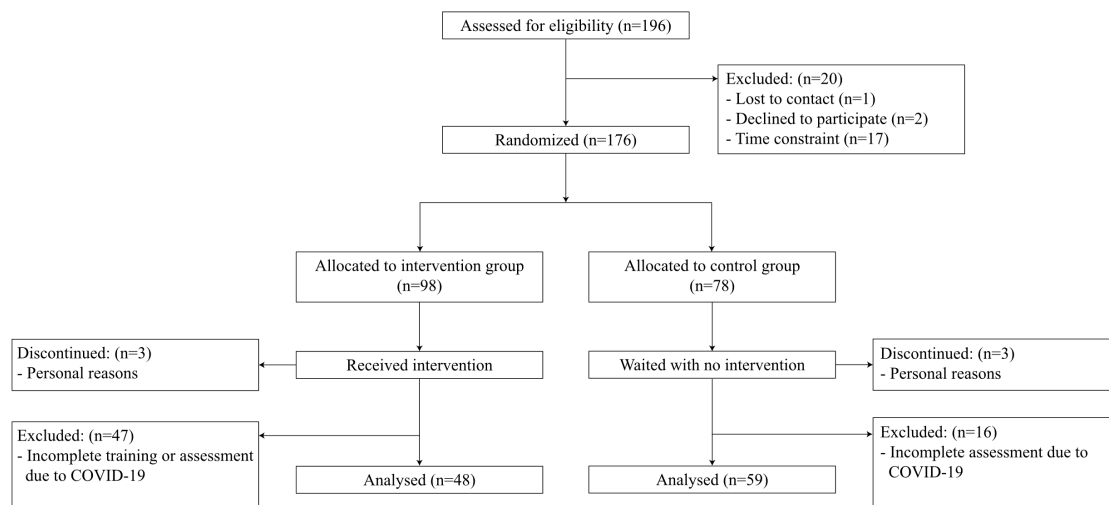 Assessed for eligibility (n=196)
Excluded: (n=20)
- Lost to contact (n=1)
- Declined to participate (n=2)
- Time constraint (n=17)
Randomized (n=176)
Allocated to intervention group
(n=98)
Allocated to control group
(n=78)
Discontinued: (n=3)
- Personal reasons
Received intervention
Waited with no intervention
Discontinued: (n=3)
- Personal reasons
Excluded: (n=47)
- Incomplete training or assessment
due to COVID-19
Excluded: (n=16)
- Incomplete assessment due to
COVID-19
Analysed (n=48)
Analysed (n=59)